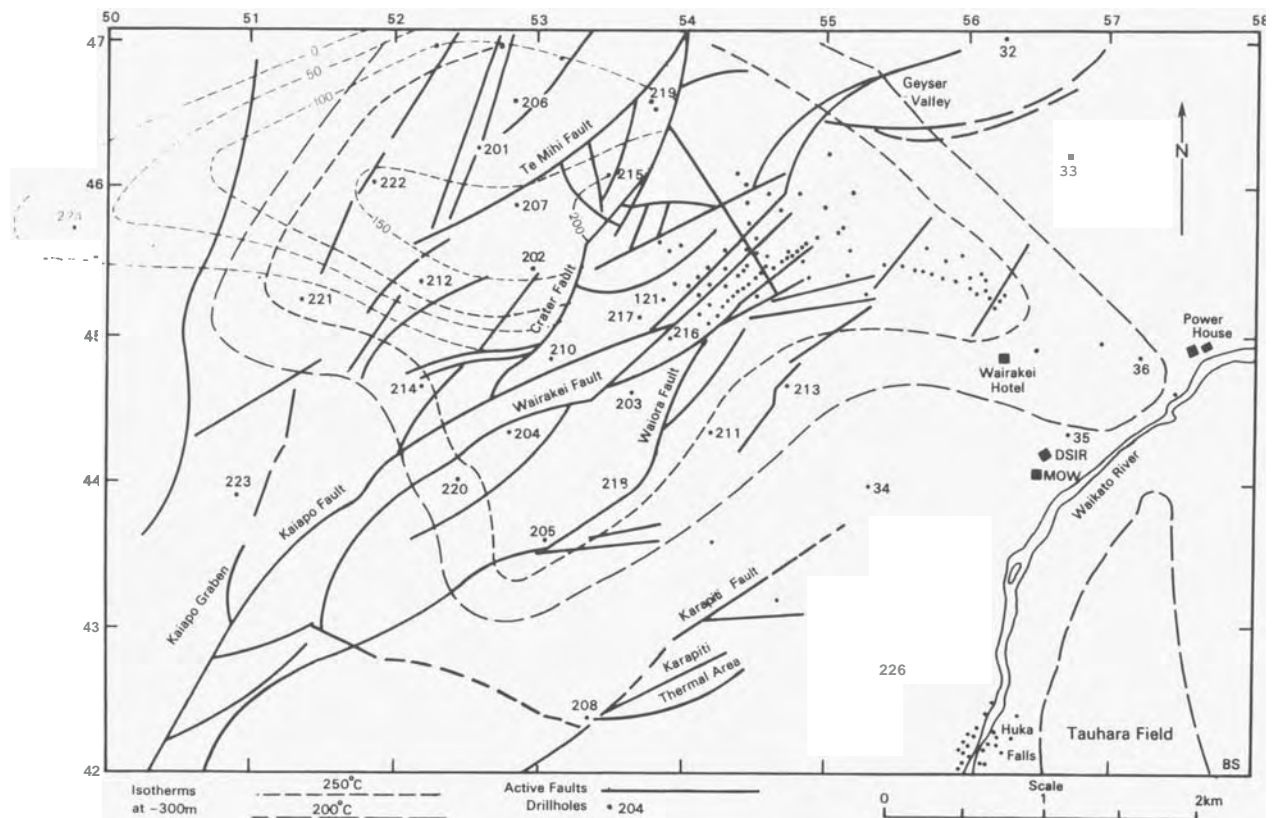 50 51 52 53 54 55 56 57 58
47
0
50
100
32
Geyser
Valley
206
219
Te Mihi Fault
201
N
33
46
222
215
207
200
150
202
212
221
121
217
Crater Fault
216
45
210
Power
House
Wairakei
Hotel
36
214
Wairakei Fault
203
Waiora Fault
213
204
211
35
DSIR
MOW
44
223
220
218
34
Waikato River
Kaiapo Fault
205
Karapiti Fault
Kaiapo Graben
43
Karapiti
Thermal Area
226
208
Huka
Falls
Tauhara Field
BS
42
Isotherms
at -300m
250°C
200°C
Active Faults
Drillholes 204
Scale
0 1 2km